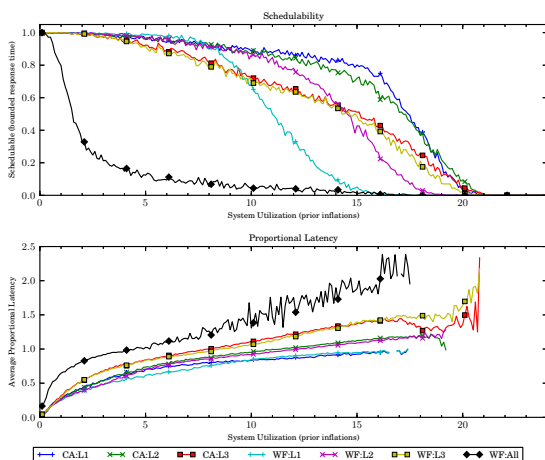 Schedulability
Schedulable (bounded response time)
1.0
0.8
0.6
0.4
0.2
0.0
0 5 10 15 20
System Utilization (prior inflations)
Proportional Latency
Average Proportional Latency
2.5
2.0
1.5
1.0
0.5
0.0
0 5 10 15 20
System Utilization (prior inflations)
CA:L1 CA:L2 CA:L3 WF:L1 WF:L2 WF:L3 WF:All